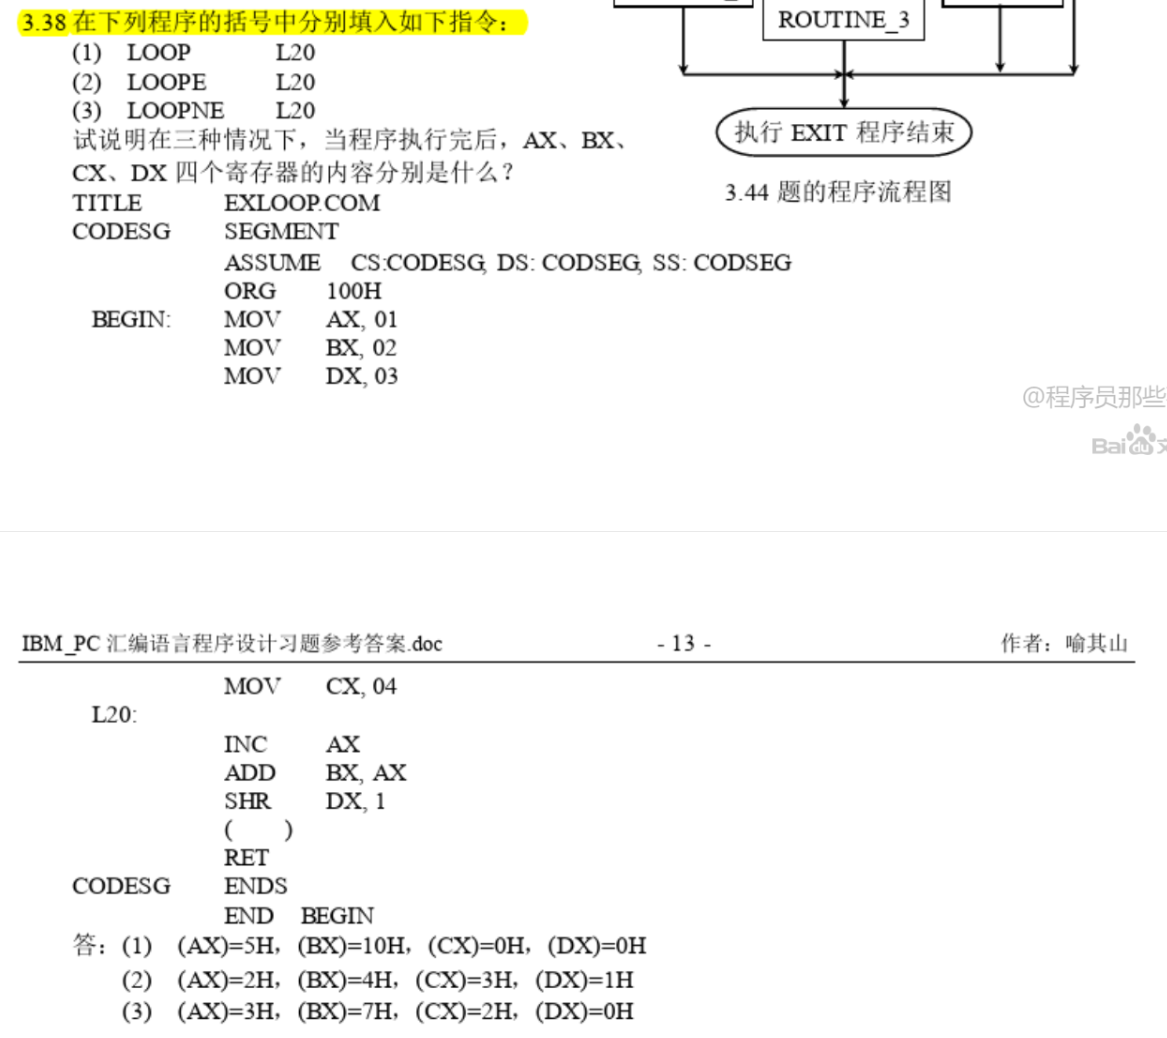 3.38 在下列程序的括号中分别填入如下指令：
(1) LOOP L20
(2) LOOPE L20
(3) LOOPNE L20
试说明在三种情况下，当程序执行完后，AX、BX、
CX、DX 四个寄存器的内容分别是什么？
TITLE EXLOOP.COM
CODESG SEGMENT
ASSUME CS:CODESG, DS: CODSEG, SS: CODSEG
ORG 100H
BEGIN: MOV AX, 01
MOV BX, 02
MOV DX, 03
ROUTINE_3
执行 EXIT 程序结束
3.44 题的程序流程图
@程序员那些
Bai du 文
IBM_PC 汇编语言程序设计习题参考答案.doc - 13 - 作者：喻其山
MOV CX, 04
L20:
INC AX
ADD BX, AX
SHR DX, 1
( )
RET
CODESG ENDS
END BEGIN
答：(1) (AX)=5H，(BX)=10H，(CX)=0H，(DX)=0H
(2) (AX)=2H，(BX)=4H，(CX)=3H，(DX)=1H
(3) (AX)=3H，(BX)=7H，(CX)=2H，(DX)=0H